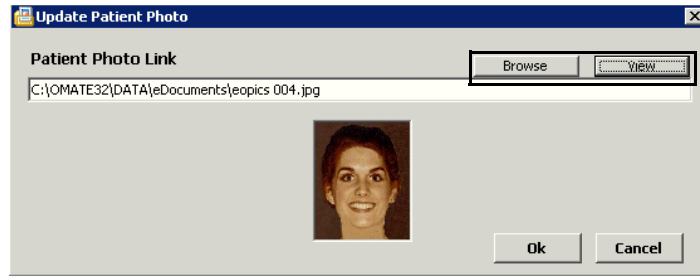 Update Patient Photo
Patient Photo Link
Browse View
C:\OMATE32\DATA\eDocuments\eopics 004.jpg
Ok Cancel